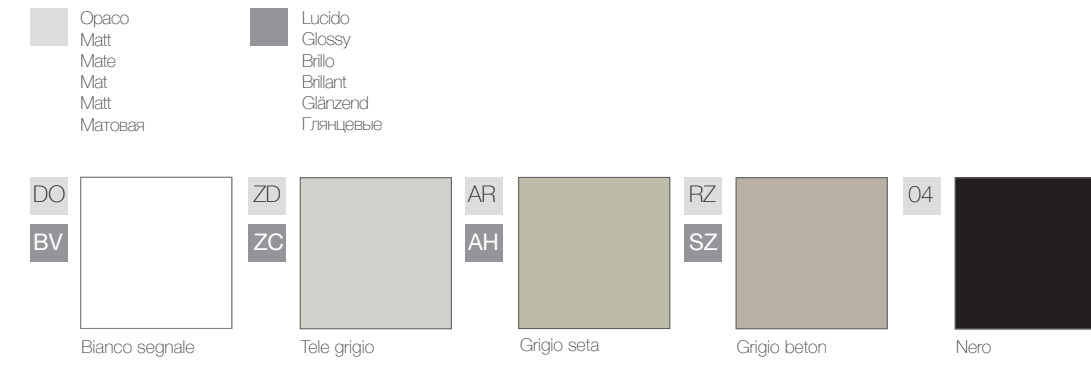 Opaco
Matt
Mate
Mat
Matt
Матовая
Lucido
Glossy
Brillo
Brillant
Glänzend
Глянцевые
DO
BV
Bianco segnale
ZD
ZC
Tele grigio
AR
AH
Grigio seta
RZ
SZ
Grigio beton
04
Nero